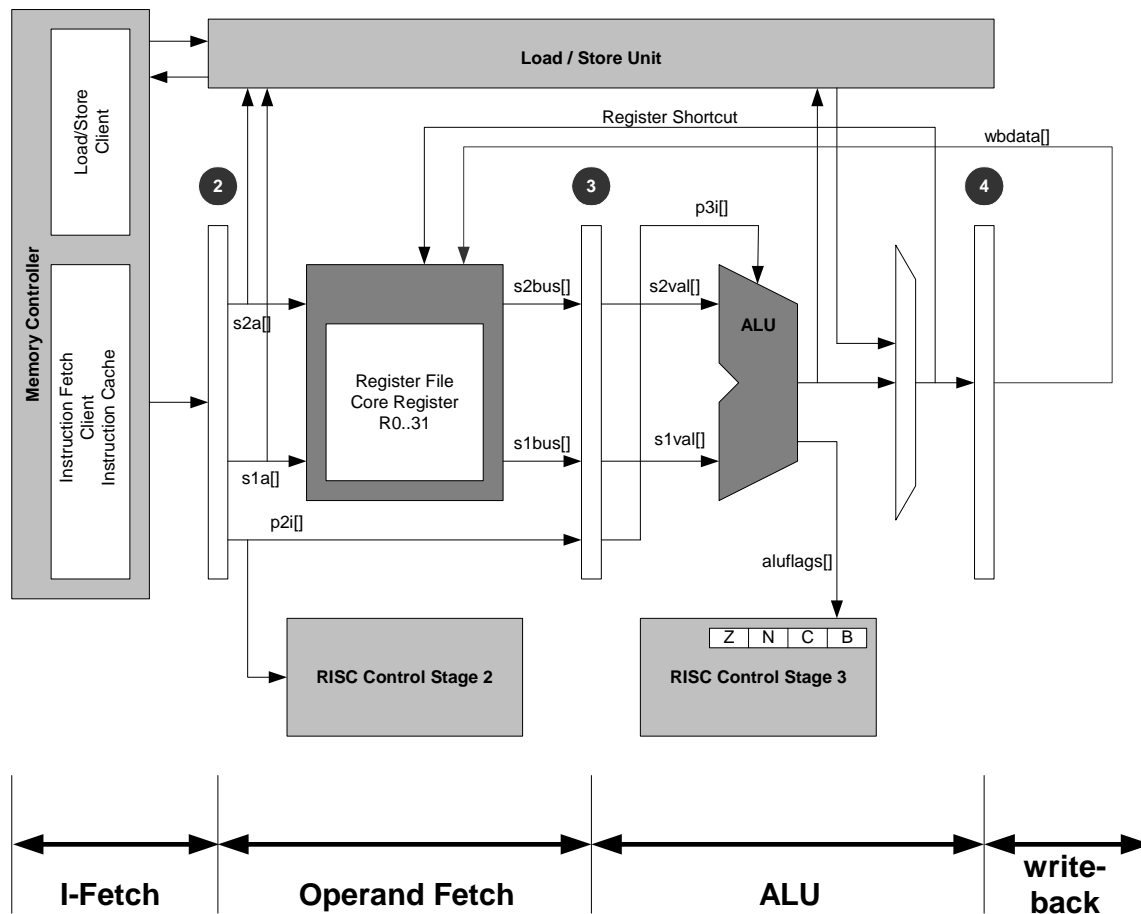 Load / Store Unit
Memory Controller
Load/Store
Client
Instruction Fetch
Client
Instruction Cache
Register Shortcut
wbdata[]
2
3
4
p3i[]
s2a[]
s2bus[]
s2val[]
ALU
Register File
Core Register
R0..31
s1a[]
s1bus[]
s1val[]
p2i[]
aluflags[]
Z N C B
RISC Control Stage 2
RISC Control Stage 3
I-Fetch
Operand Fetch
ALU
write-
back